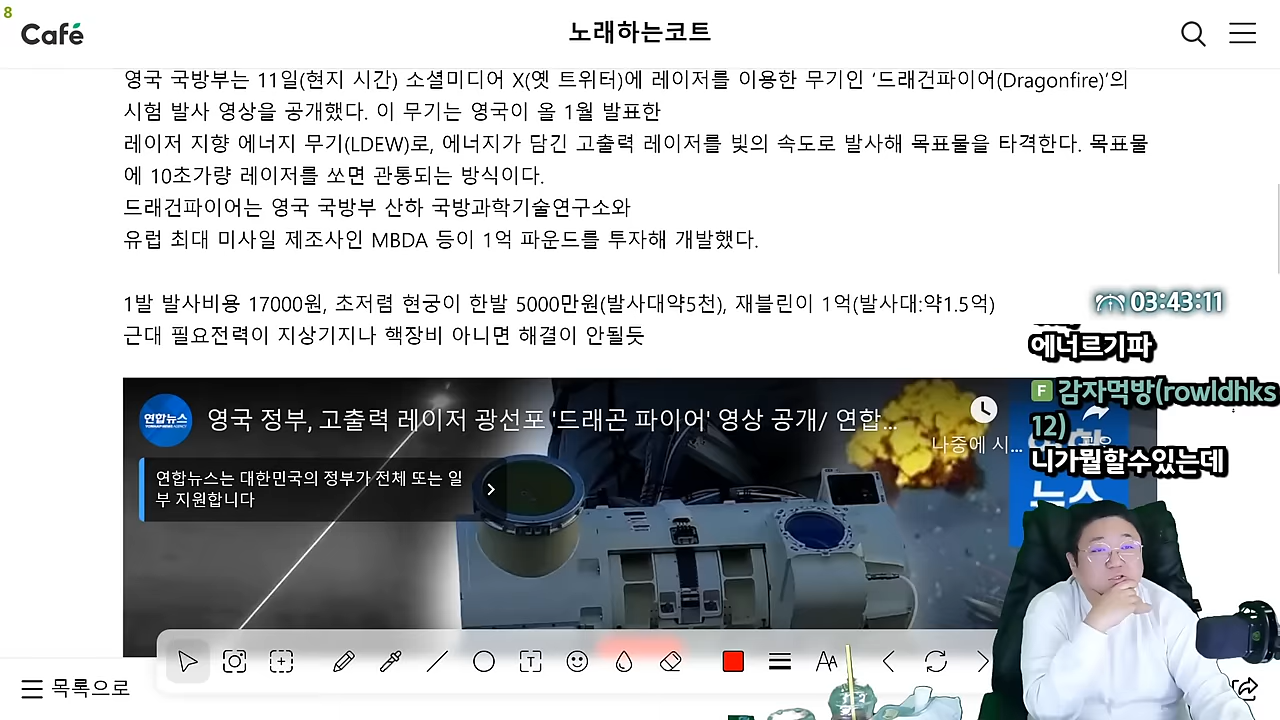 8
Café
노래하는코트
영국 국방부는 11일(현지 시간) 소셜미디어 X(옛 트위터)에 레이저를 이용한 무기인 ‘드래건파이어(Dragonfire)’의
시험 발사 영상을 공개했다. 이 무기는 영국이 올 1월 발표한
레이저 지향 에너지 무기(LDEW)로, 에너지가 담긴 고출력 레이저를 빛의 속도로 발사해 목표물을 타격한다. 목표물
에 10초가량 레이저를 쏘면 관통되는 방식이다.
드래건파이어는 영국 국방부 산하 국방과학기술연구소와
유럽 최대 미사일 제조사인 MBDA 등이 1억 파운드를 투자해 개발했다.
1발 발사비용 17000원, 초저렴 현궁이 한발 5000만원(발사대약5천), 재블린이 1억(발사대:약1.5억)
근대 필요전력이 지상기지나 핵장비 아니면 해결이 안될듯
03:43:11
에너르기파
F 감자먹방(rowldhks
12)
니가뭘할수있는데
연합뉴스
영국 정부, 고출력 레이저 광선포 '드래곤 파이어' 영상 공개/ 연합...
나중에 시...
공유
연합뉴스는 대한민국의 정부가 전체 또는 일
부 지원합니다
연합
뉴스
목록으로